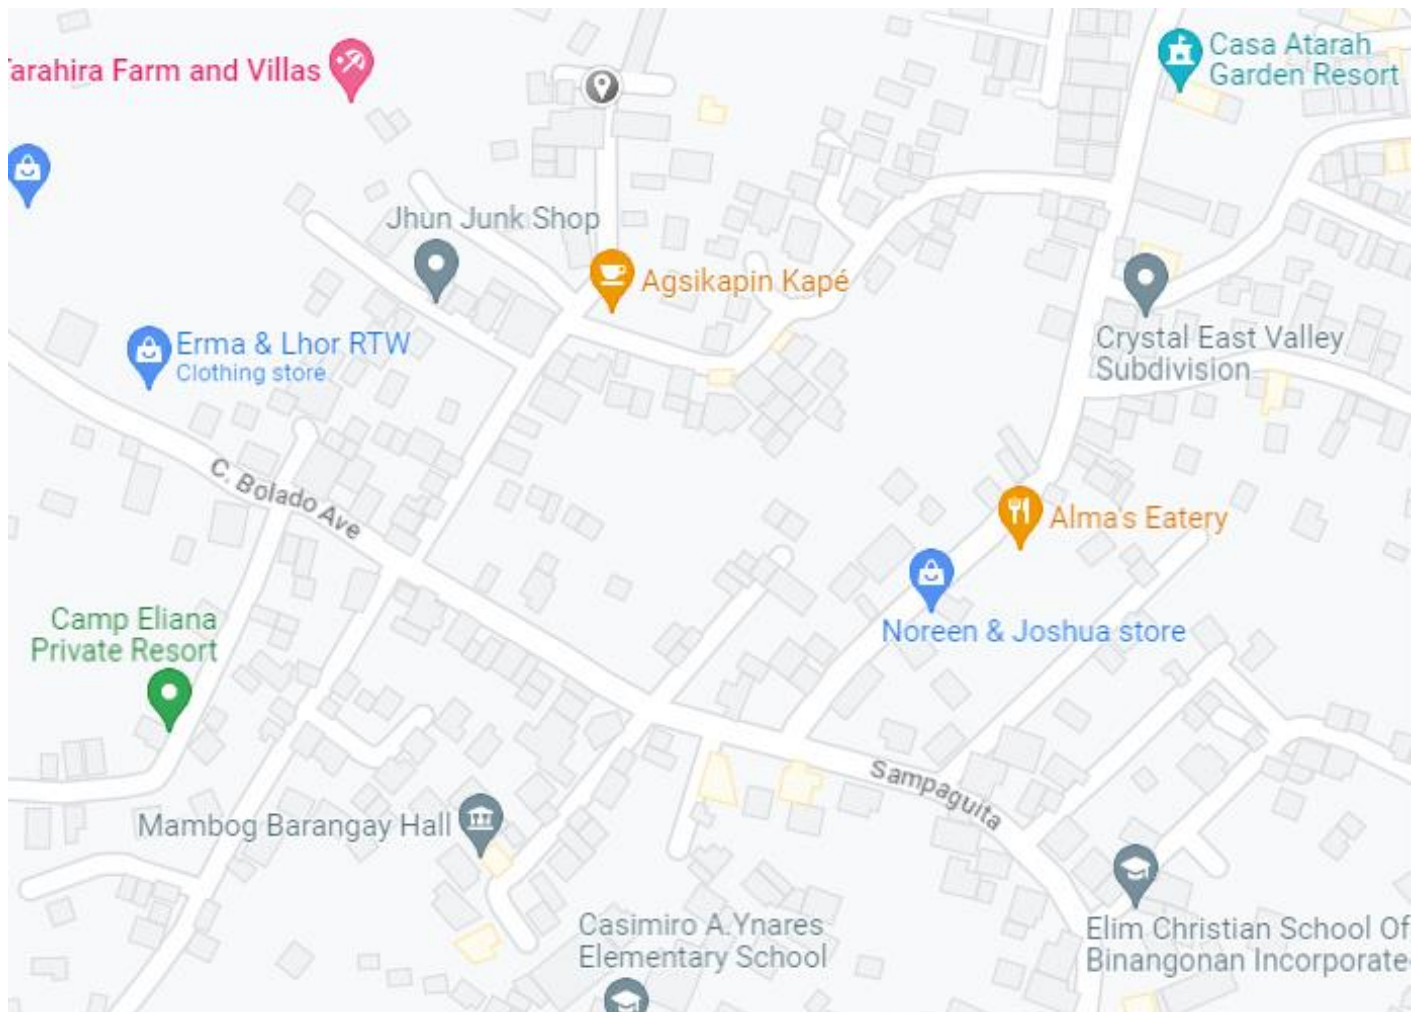 Casa Atarah
Garden Resort
arahira Farm and Villas
Jhun Junk Shop
Agsikapin Kapé
Erma & Lhor RTW
Clothing store
Crystal East Valley
Subdivision
C. Bolado Ave
Alma's Eatery
Camp Eliana
Private Resort
Noreen & Joshua store
Sampaguita
Mambog Barangay Hall
Casimiro A.Ynares
Elementary School
Elim Christian School Of
Binangonan Incorporate